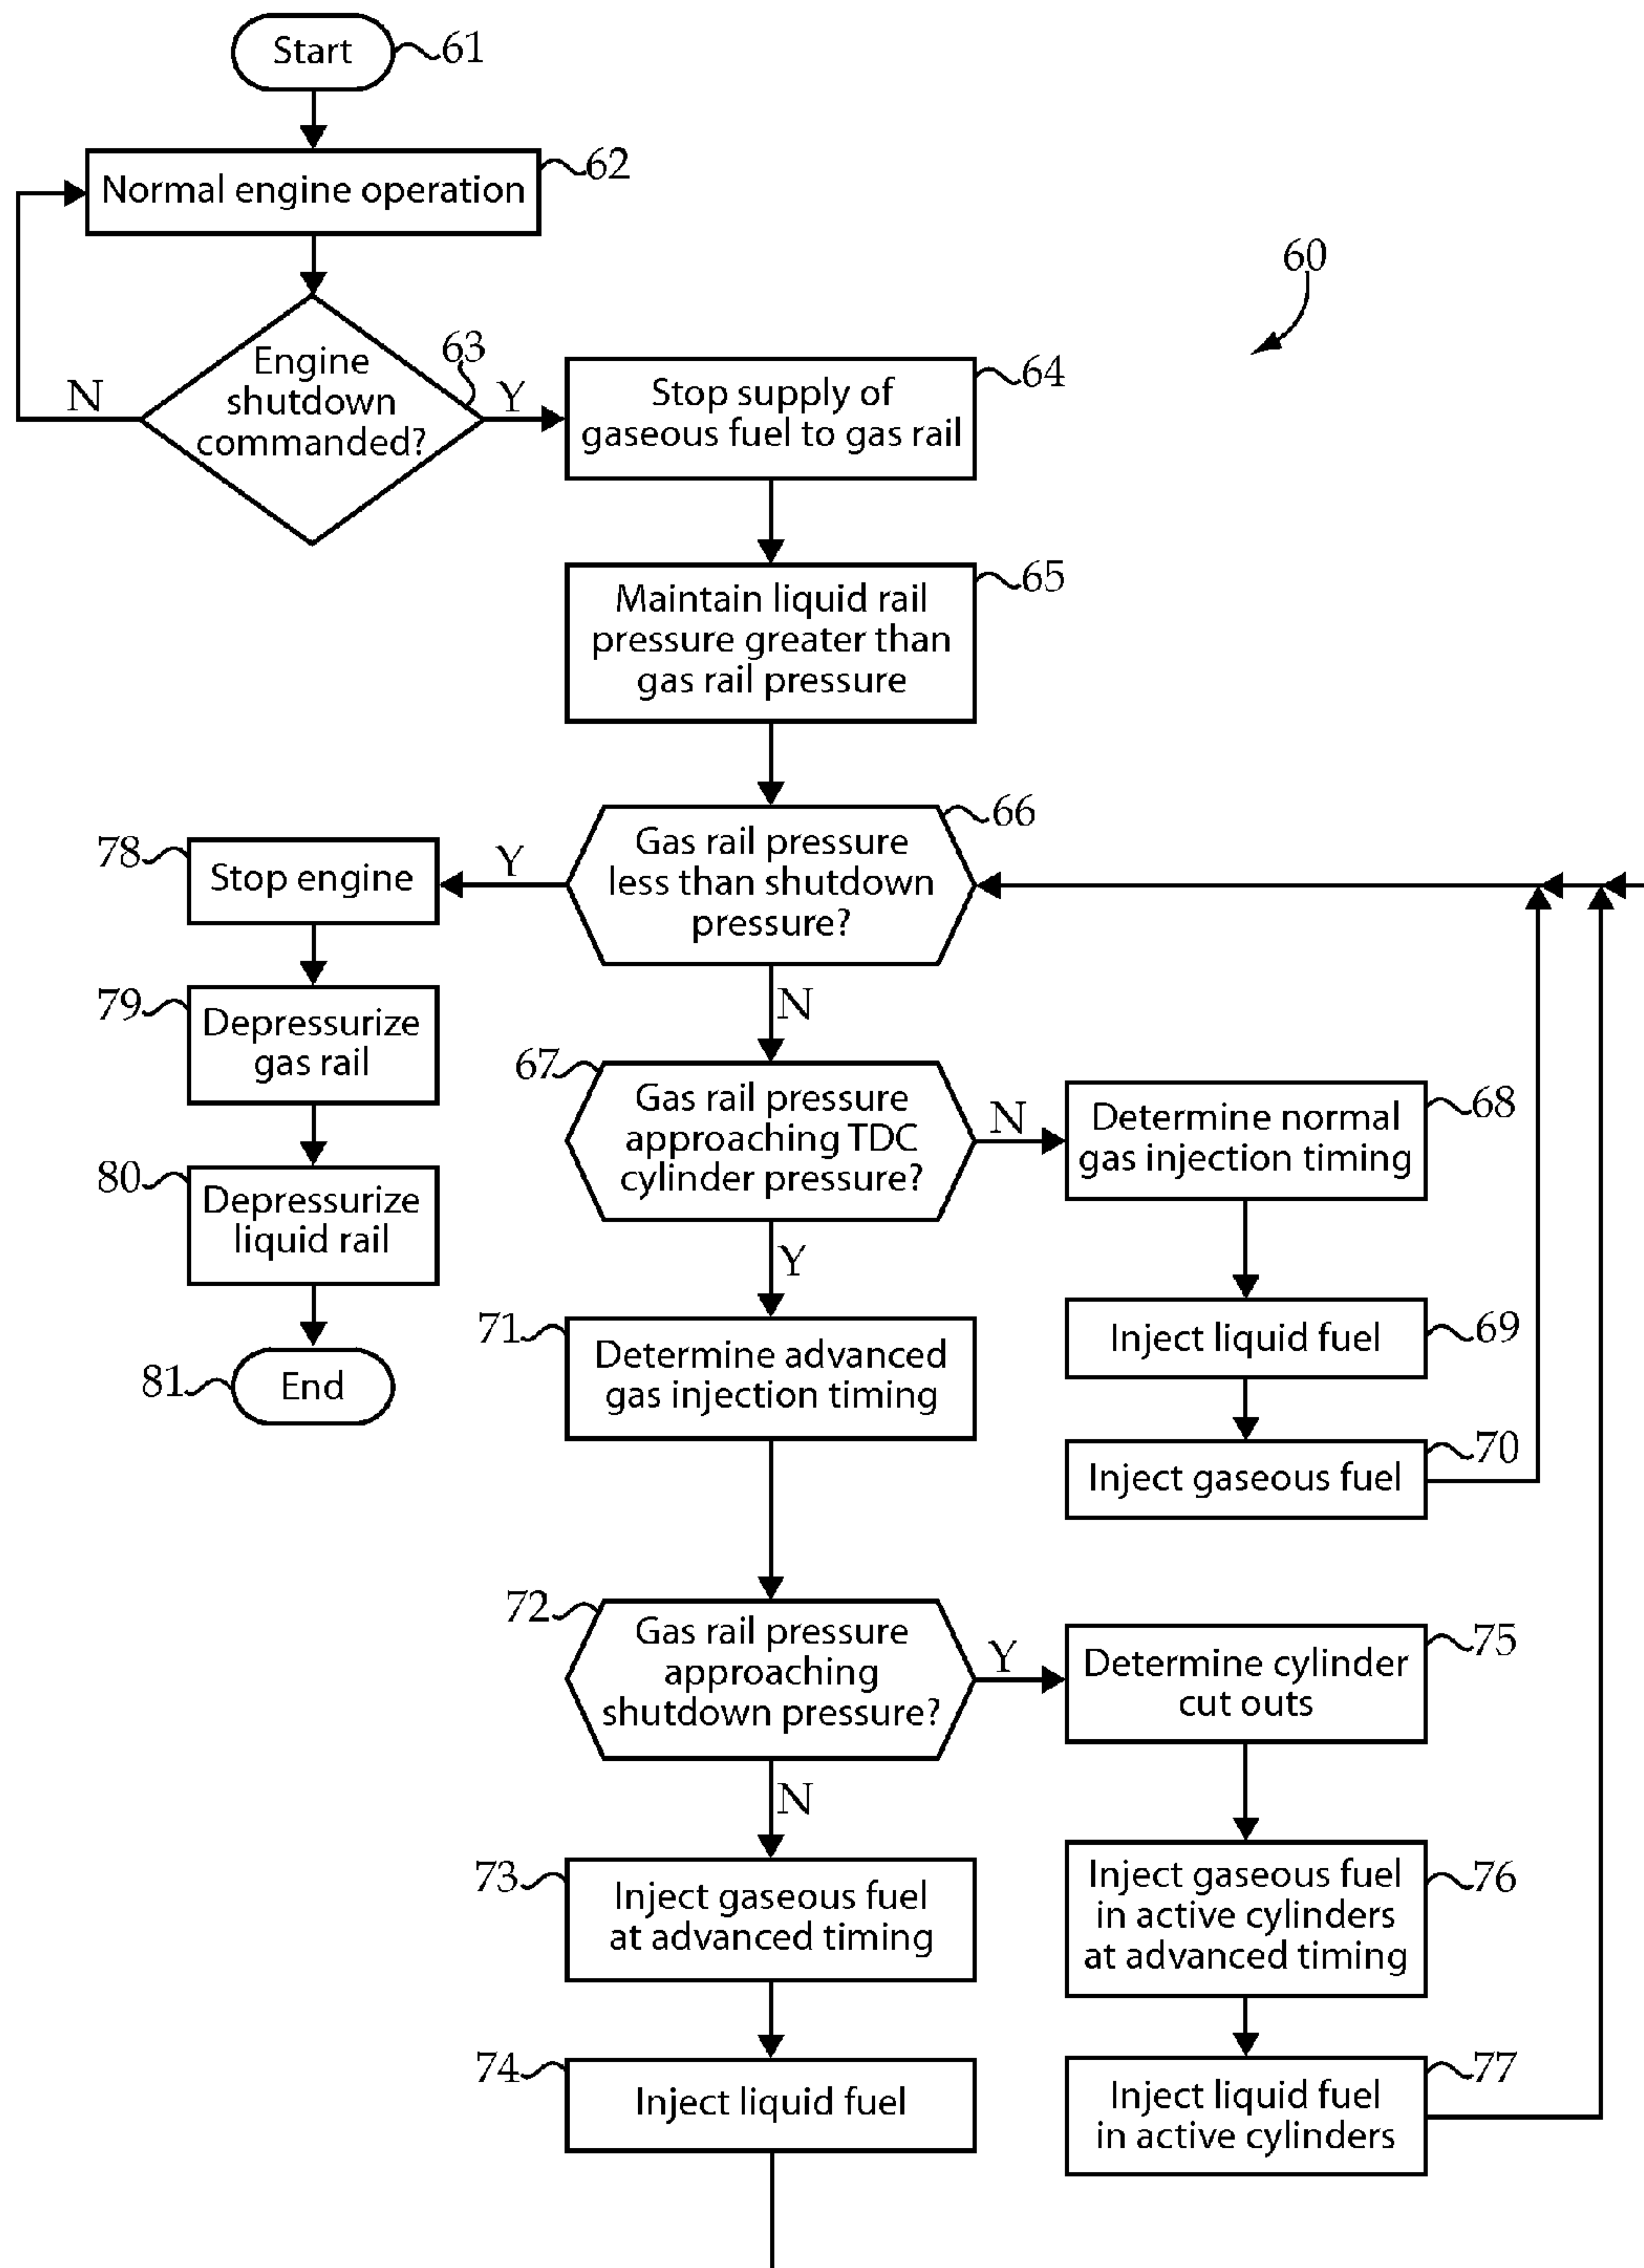 Start
61
Normal engine operation
62
60
Engine
shutdown
commanded?
63
N
Y
Stop supply of
gaseous fuel to gas rail
64
Maintain liquid rail
pressure greater than
gas rail pressure
65
Gas rail pressure
less than shutdown
pressure?
66
Y
N
78
Stop engine
79
Depressurize
gas rail
80
Depressurize
liquid rail
81
End
67
Gas rail pressure
approaching TDC
cylinder pressure?
N
Y
Determine normal
gas injection timing
68
Inject liquid fuel
69
Inject gaseous fuel
70
71
Determine advanced
gas injection timing
72
Gas rail pressure
approaching
shutdown pressure?
Y
N
Determine cylinder
cut outs
75
73
Inject gaseous fuel
at advanced timing
Inject gaseous fuel
in active cylinders
at advanced timing
76
74
Inject liquid fuel
Inject liquid fuel
in active cylinders
77